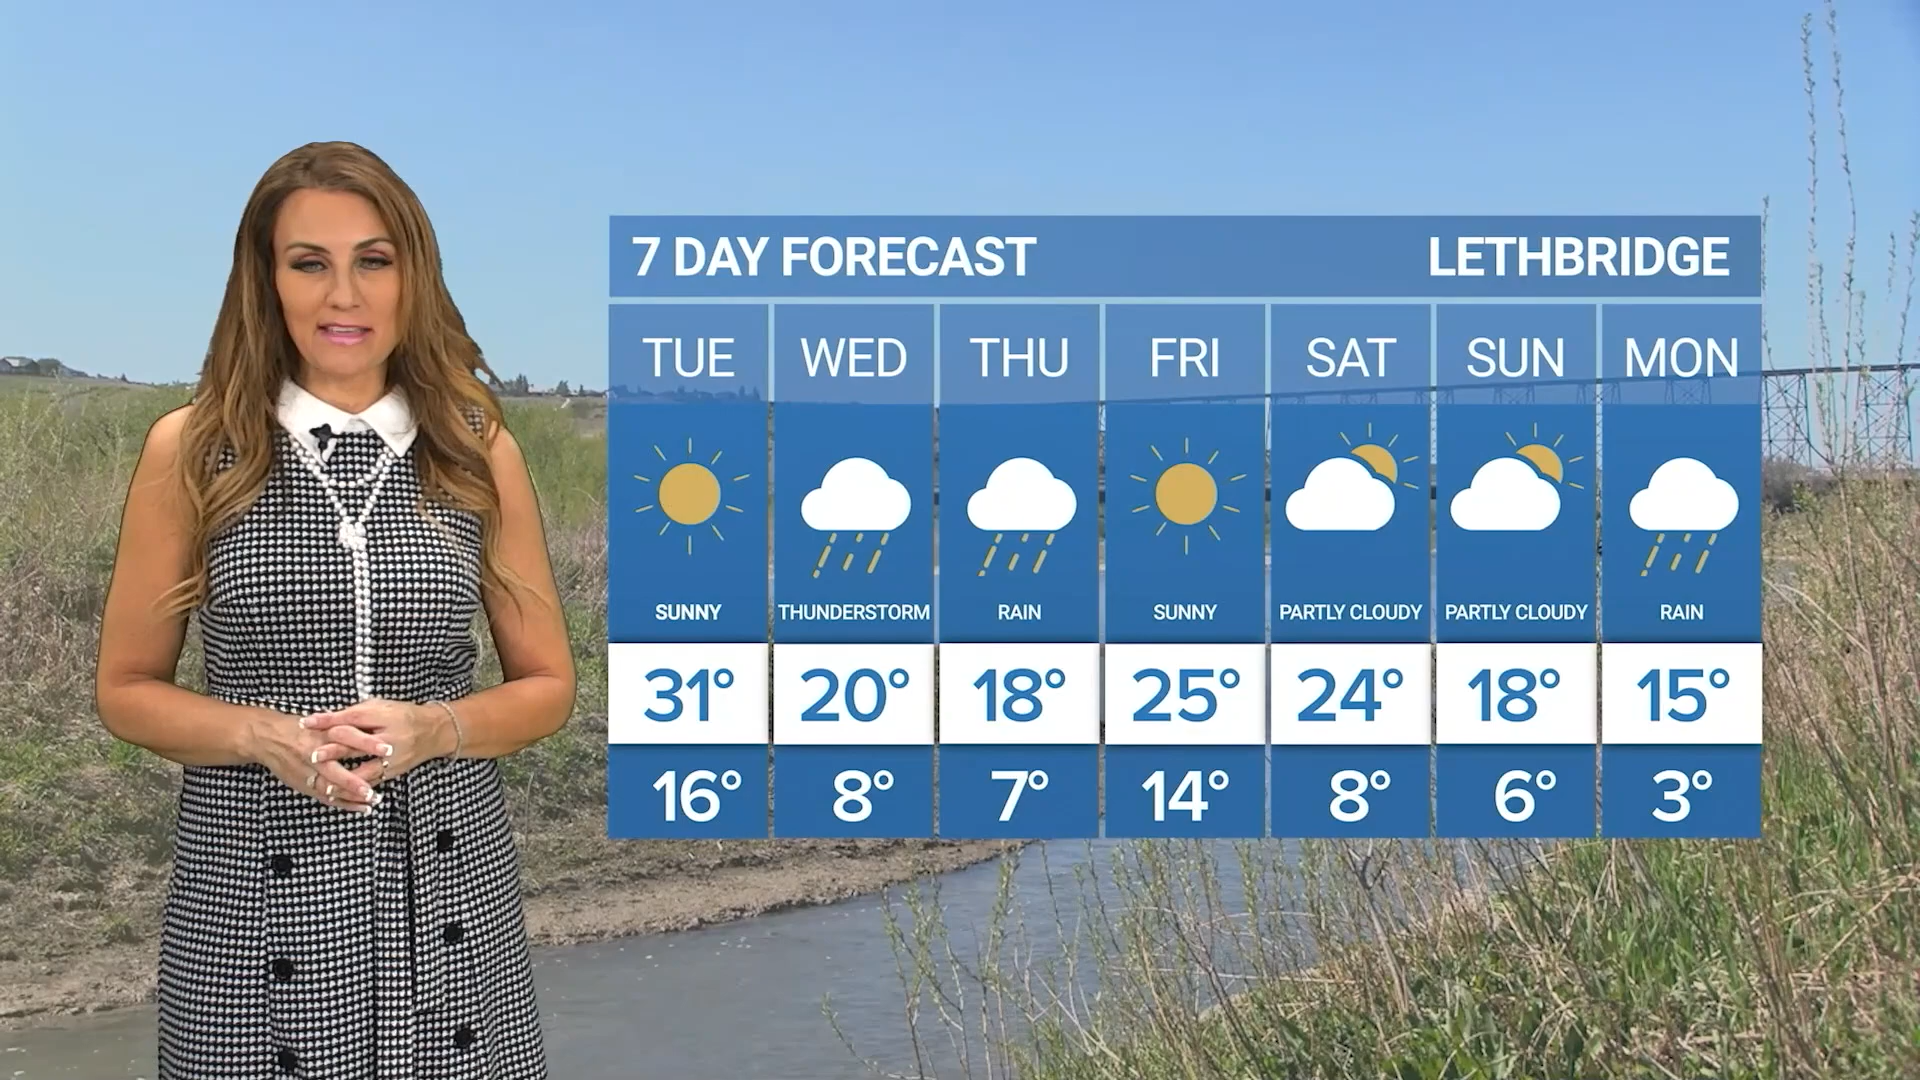 7 DAY FORECAST LETHBRIDGE
TUE WED THU FRI SAT SUN MON
SUNNY THUNDERSTORM RAIN SUNNY PARTLY CLOUDY PARTLY CLOUDY RAIN
31° 20° 18° 25° 24° 18° 15°
16° 8° 7° 14° 8° 6° 3°